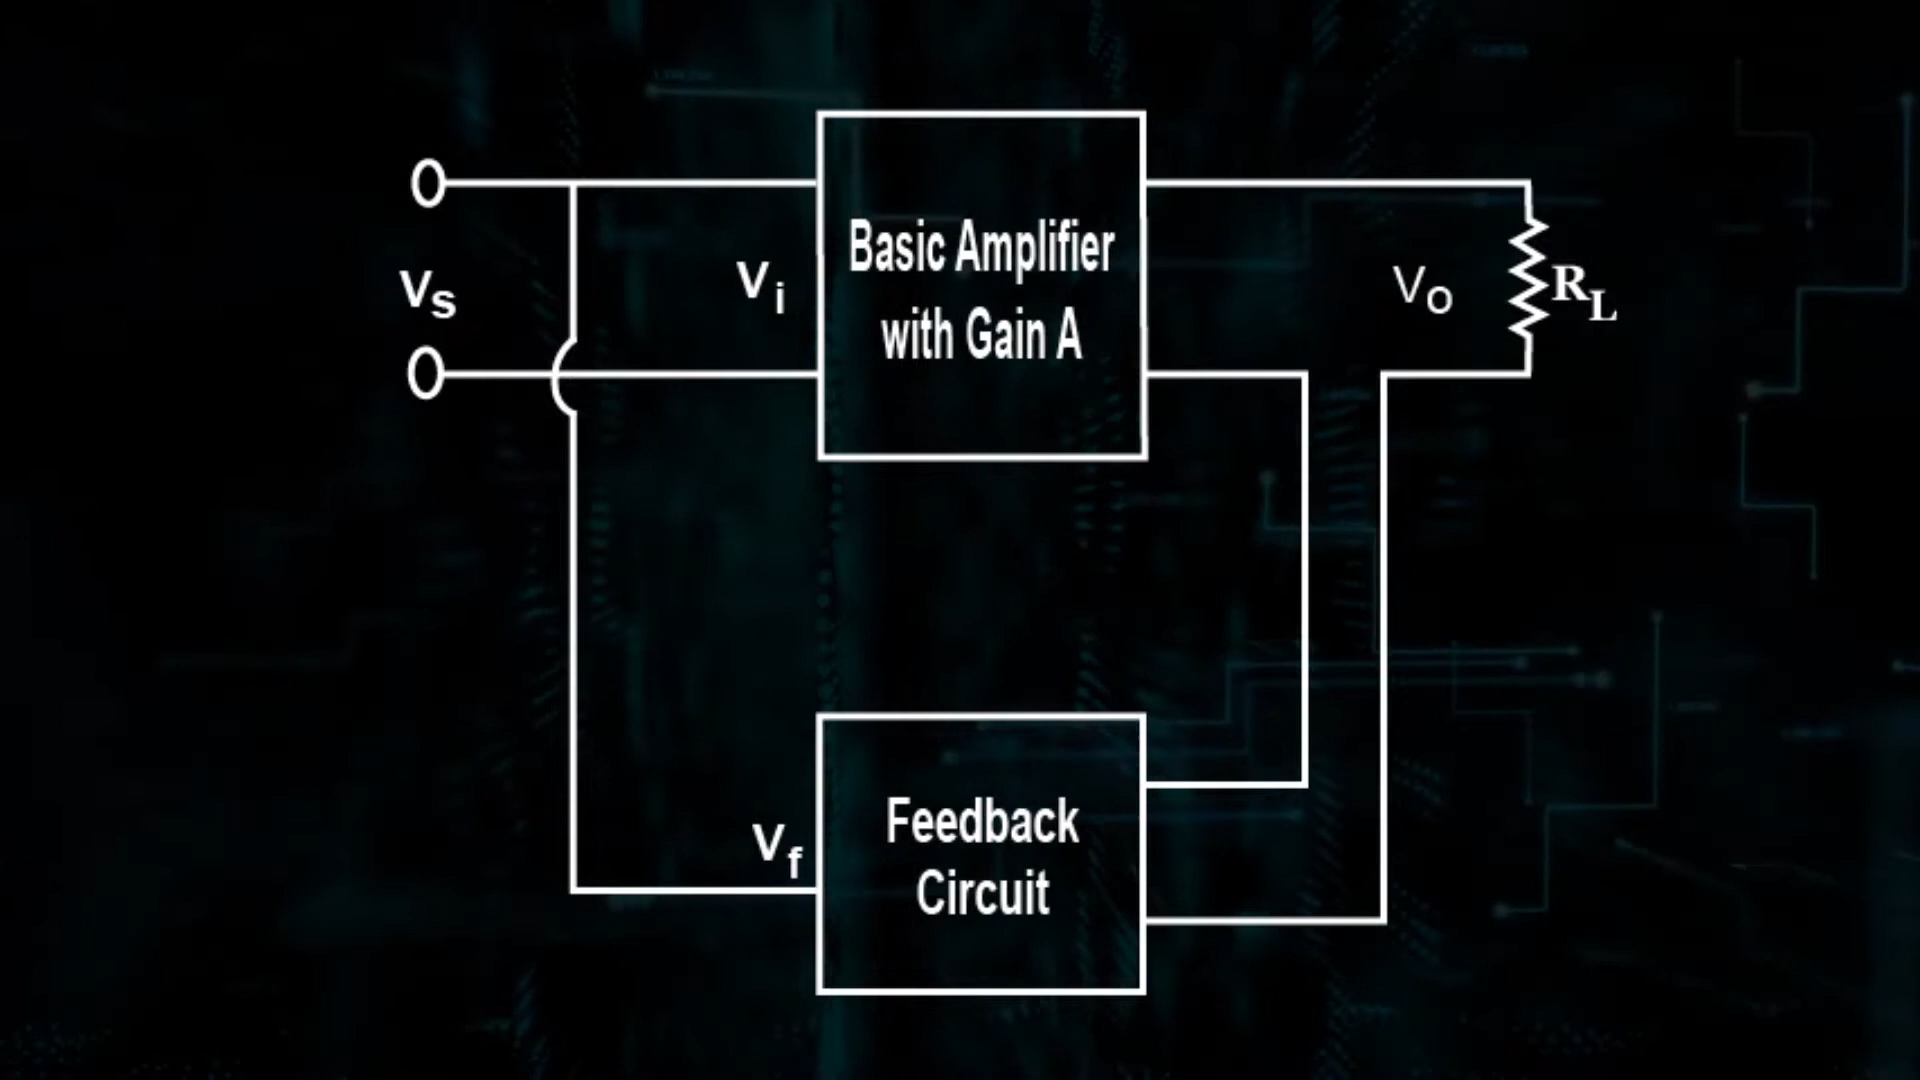 Basic Amplifier
with Gain A
Vs
Vi
Vo
RL
Feedback
Circuit
Vf